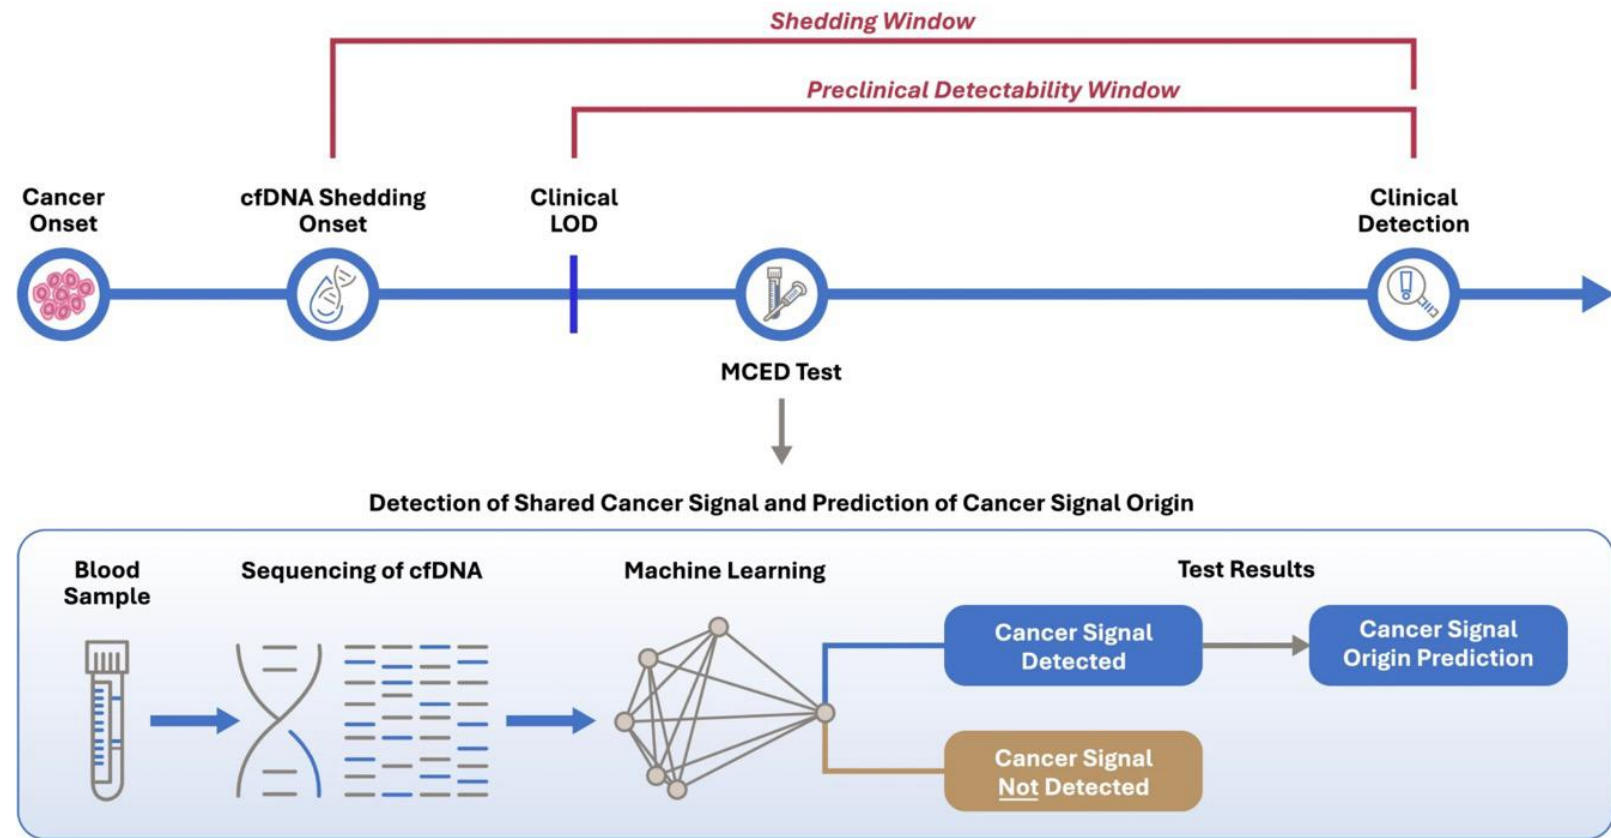 Shedding Window
Preclinical Detectability Window
Cancer
Onset
cfDNA Shedding
Onset
Clinical
LOD
Clinical
Detection
MCED Test
Detection of Shared Cancer Signal and Prediction of Cancer Signal Origin
Blood
Sample
Sequencing of cfDNA
Machine Learning
Test Results
Cancer Signal
Detected
Cancer Signal
Origin Prediction
Cancer Signal
Not Detected